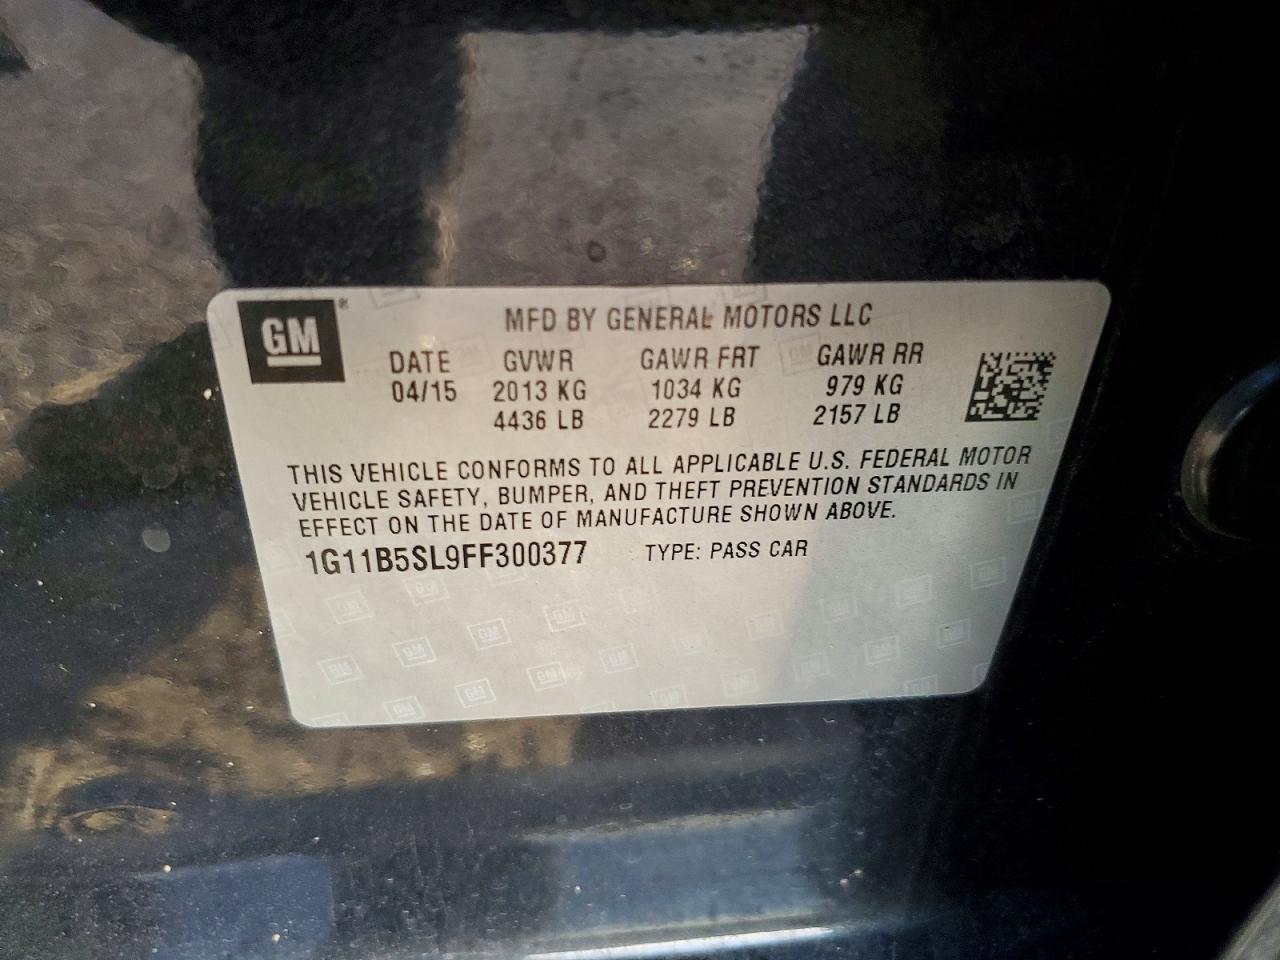 GM ®
MFD BY GENERAL MOTORS LLC
DATE GVWR GAWR FRT GAWR RR
04/15 2013 KG 1034 KG 979 KG
4436 LB 2279 LB 2157 LB
THIS VEHICLE CONFORMS TO ALL APPLICABLE U.S. FEDERAL MOTOR
VEHICLE SAFETY, BUMPER, AND THEFT PREVENTION STANDARDS IN
EFFECT ON THE DATE OF MANUFACTURE SHOWN ABOVE.
1G11B5SL9FF300377 TYPE: PASS CAR